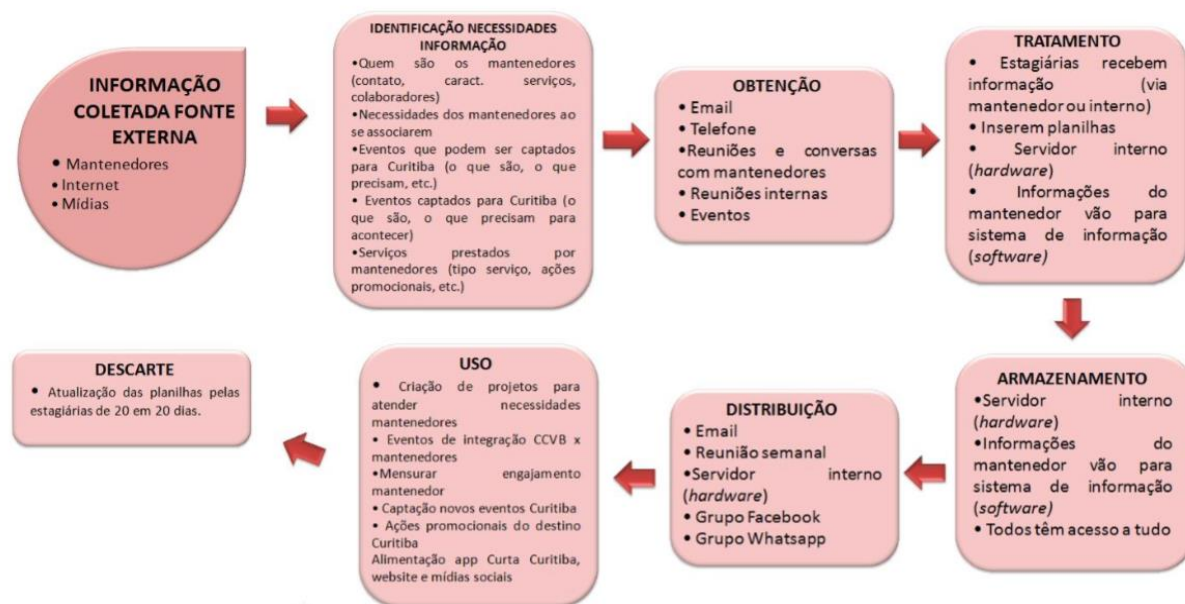 INFORMAÇÃO
COLETADA FONTE
EXTERNA
• Mantenedores
•Internet
•Mídias
IDENTIFICAÇÃO NECESSIDADES
INFORMAÇÃO
•Quem são os mantenedores
(contato, caract. serviços,
colaboradores)
•Necessidades dos mantenedores ao
se associarem
•Eventos que podem ser captados
para Curitiba (o que são, o que
precisam, etc.)
• Eventos captados para Curitiba (o
que são, o que precisam para
acontecer)
•Serviços prestados por
mantenedores (tipo serviço, ações
promocionais, etc.)
OBTENÇÃO
• Email
• Telefone
•Reuniões e conversas
com mantenedores
• Reuniões internas
• Eventos
TRATAMENTO
• Estagiárias recebem
informação (via
mantenedor ou interno)
• Inserem planilhas
• Servidor interno
(hardware)
• Informações do
mantenedor vão para
sistema de informação
(software)
ARMAZENAMENTO
•Servidor interno
(hardware)
•Informações do
mantenedor vão para
sistema de informação
(software)
• Todos têm acesso a tudo
DISTRIBUIÇÃO
• Email
• Reunião semanal
•Servidor interno
(hardware)
• Grupo Facebook
• Grupo Whatsapp
USO
• Criação de projetos para
atender necessidades
mantenedores
• Eventos de integração CCVB x
mantenedores
•Mensurar engajamento
mantenedor
• Captação novos eventos Curitiba
• Ações promocionais do destino
Curitiba
Alimentação app Curta Curitiba,
website e mídias sociais
DESCARTE
• Atualização das planilhas pelas
estagiárias de 20 em 20 dias.